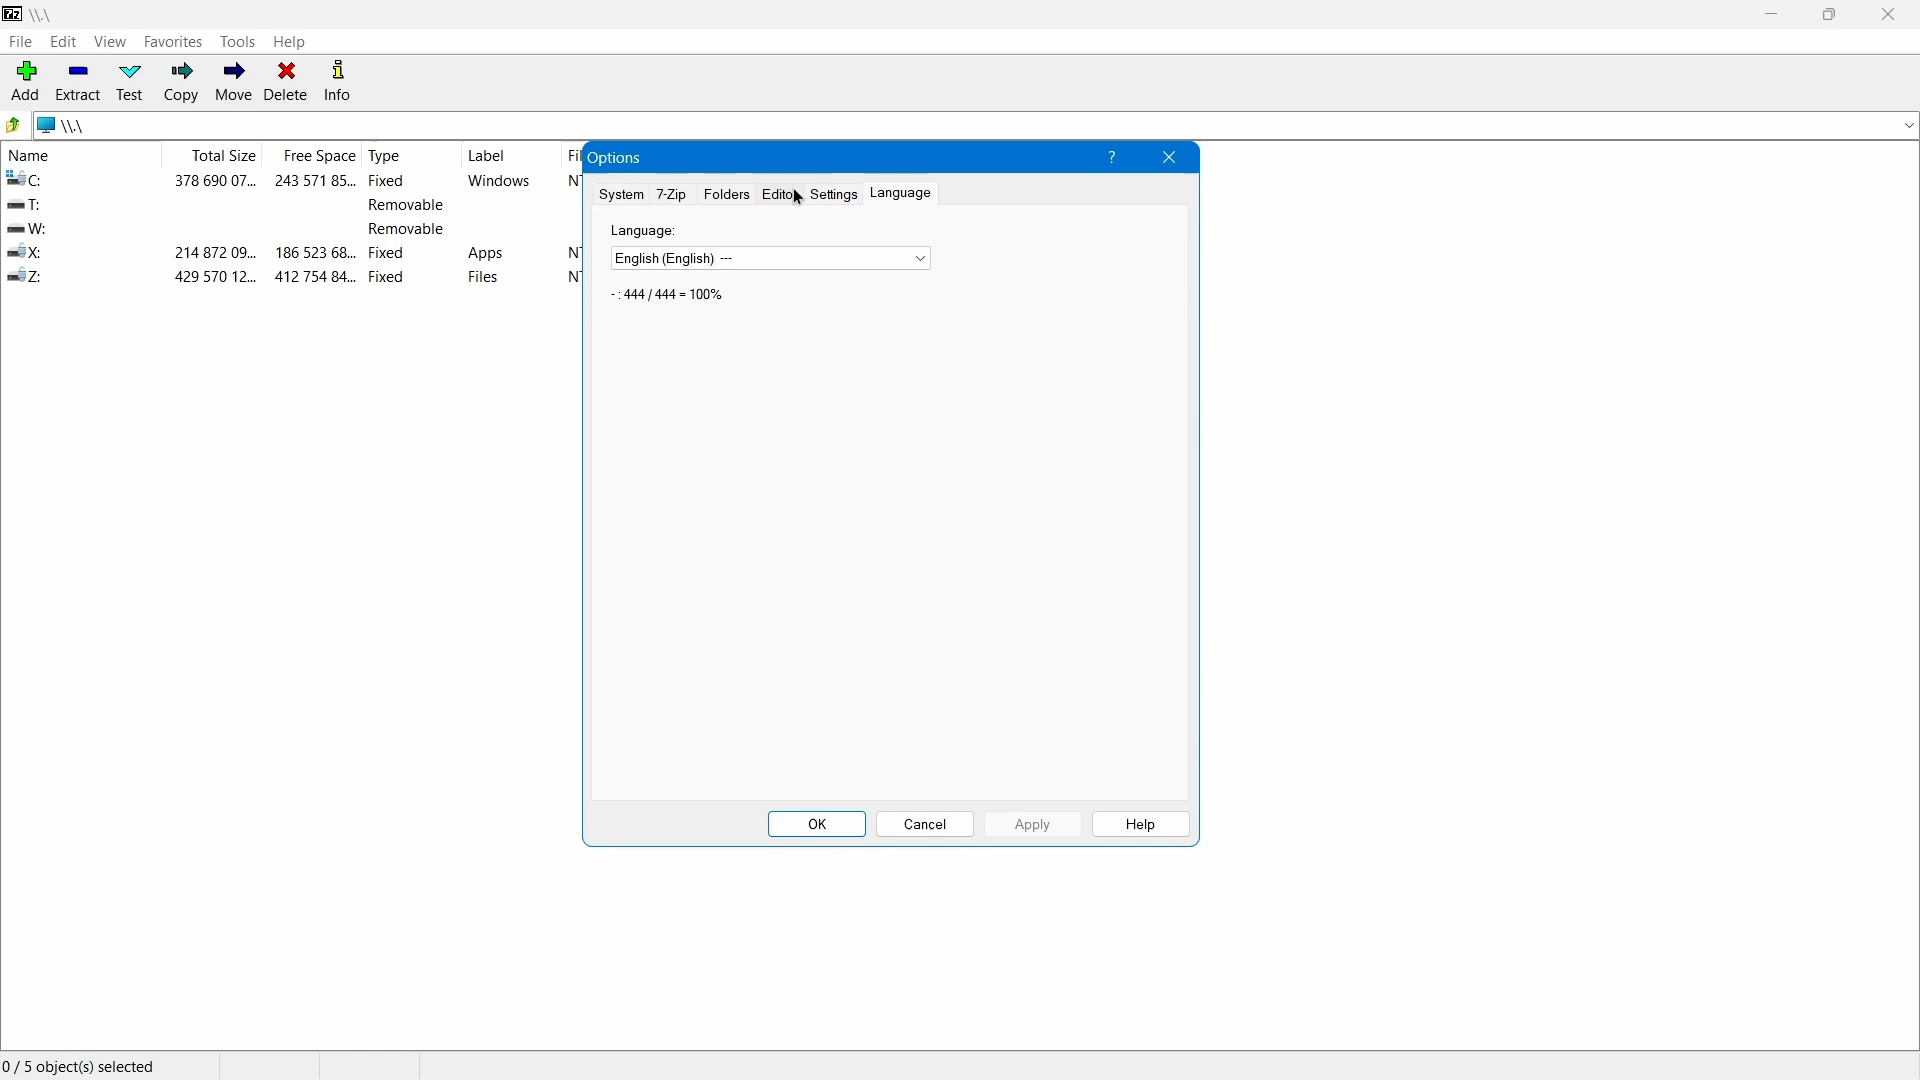 \\.\
File Edit View Favorites Tools Help
Add Extract Test Copy Move Delete Info
\\.\
Name Total Size Free Space Type Label
C: 378 690 07... 243 571 85... Fixed Windows
T: Removable
W: Removable
X: 214 872 09... 186 523 68... Fixed Apps
Z: 429 570 12... 412 754 84... Fixed Files
Options
System 7-Zip Folders Editor Settings Language
Language:
English (English) ---
- : 444 / 444 = 100%
OK Cancel Apply Help
0 / 5 object(s) selected